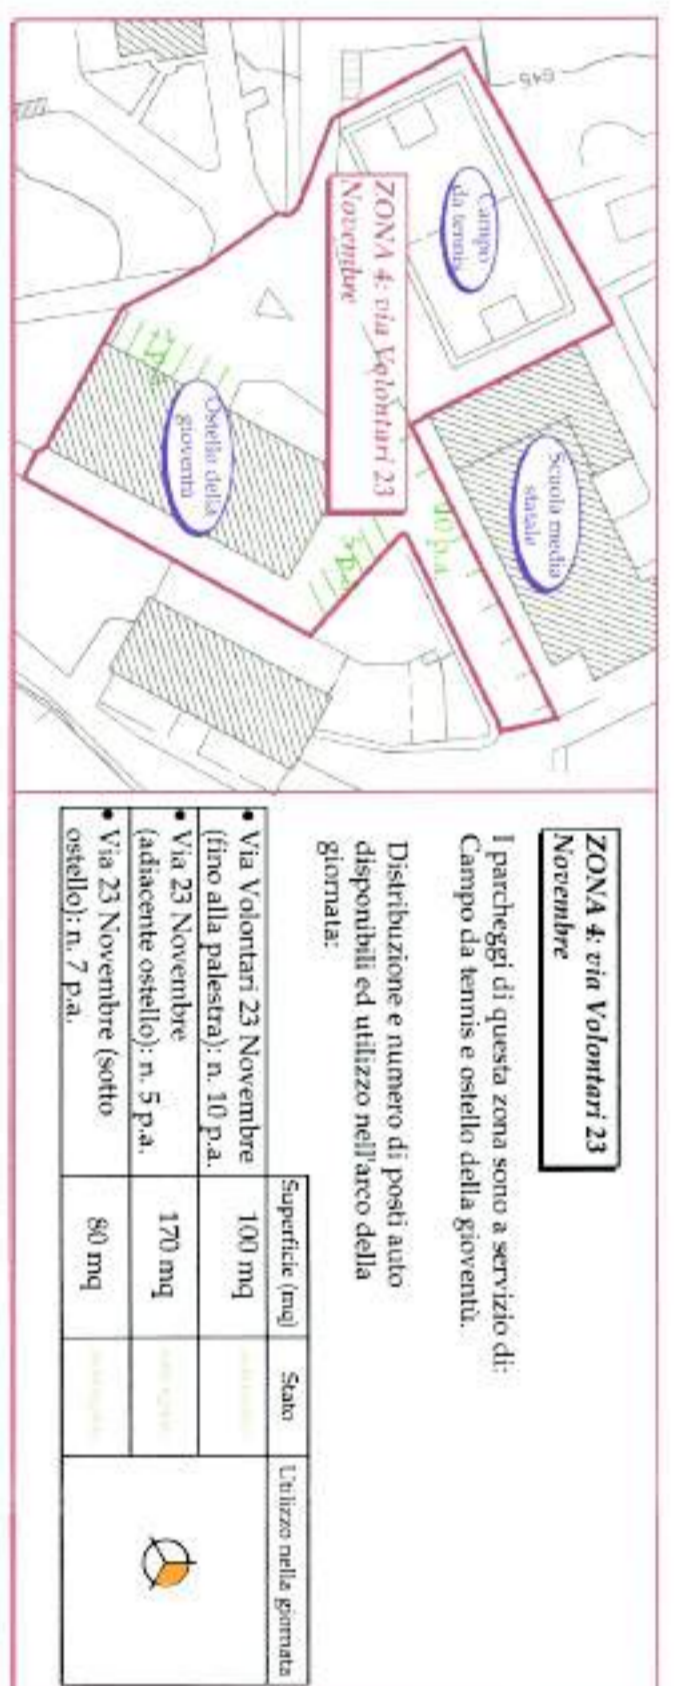 645
Campo
da tennis
ZONA 4: via Volontari 23
Novembre
Scuola media
statale
10 p.a
Ostello della
gioventù
ZONA 4: via Volontari 23
Novembre
I parcheggi di questa zona sono a servizio di:
Campo da tennis e ostello della gioventù.
Distribuzione e numero di posti auto
disponibili ed utilizzo nell'arco della
giornata:
Superficie (mq)
Stato
Utilizzo nella giornata
• Via Volontari 23 Novembre
(fino alla palestra): n. 10 p.a.
100 mq
• Via 23 Novembre
(adiacente ostello): n. 5 p.a.
170 mq
• Via 23 Novembre (sotto
ostello): n. 7 p.a.
80 mq